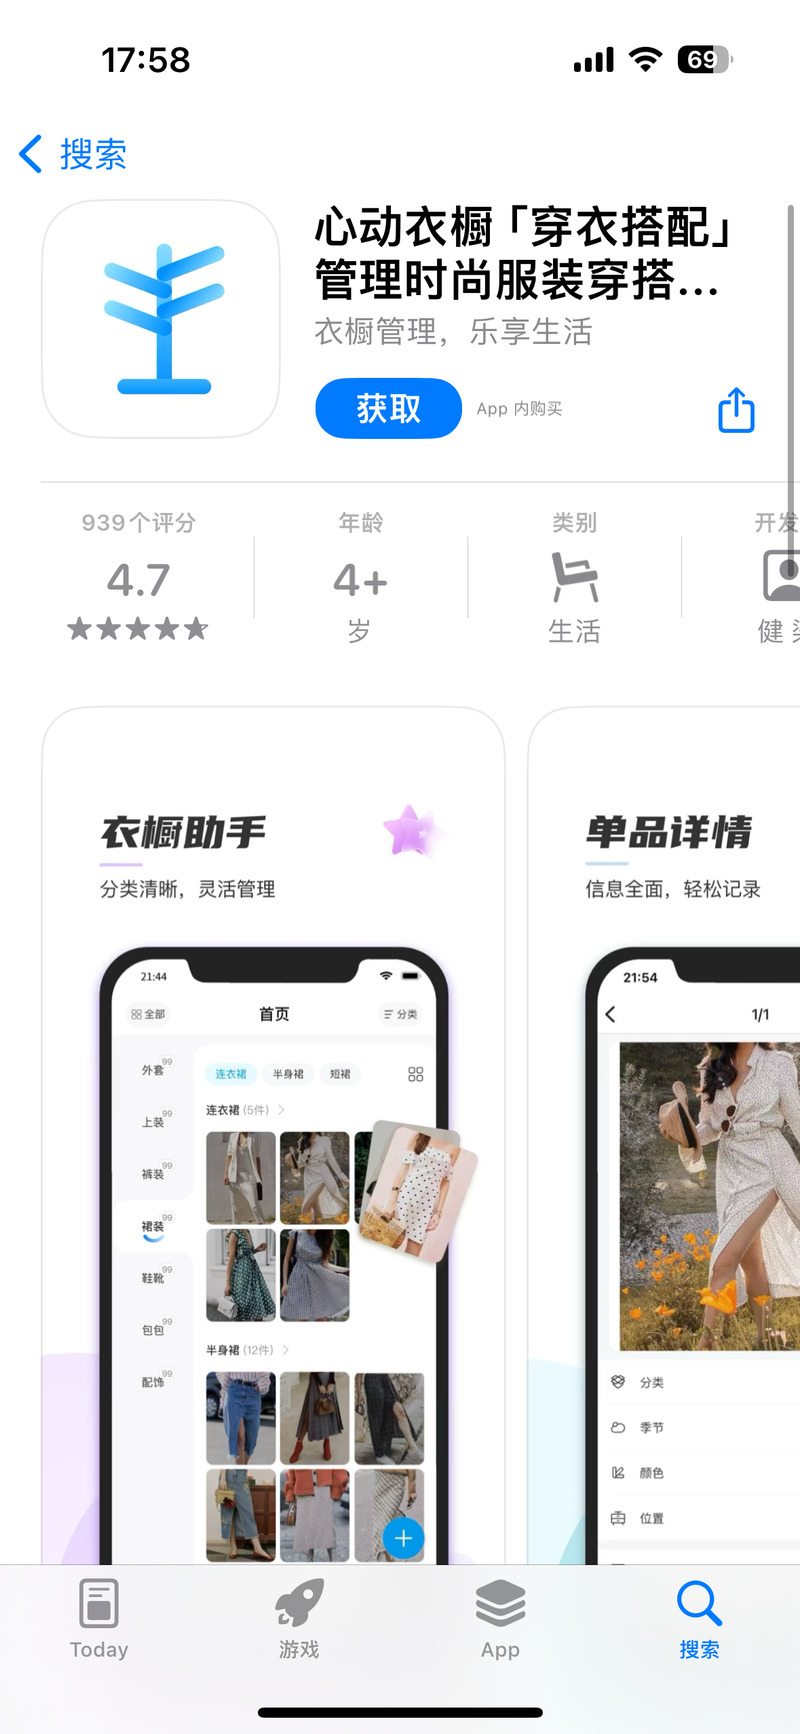 17:58
69
搜索
心动衣橱「穿衣搭配」
管理时尚服装穿搭...
衣橱管理，乐享生活
获取
App 内购买
939个评分
年龄
类别
开发
4.7
4+
岁
生活
健
衣橱助手
分类清晰，灵活管理
21:44
全部
首页
分类
外套
99
上装
99
裤装
99
裙装
99
鞋靴
99
包包
99
配饰
99
连衣裙
半身裙
短裙
连衣裙 (5件)
半身裙 (12件)
单品详情
信息全面，轻松记录
21:54
1/1
分类
季节
颜色
位置
Today
游戏
App
搜索